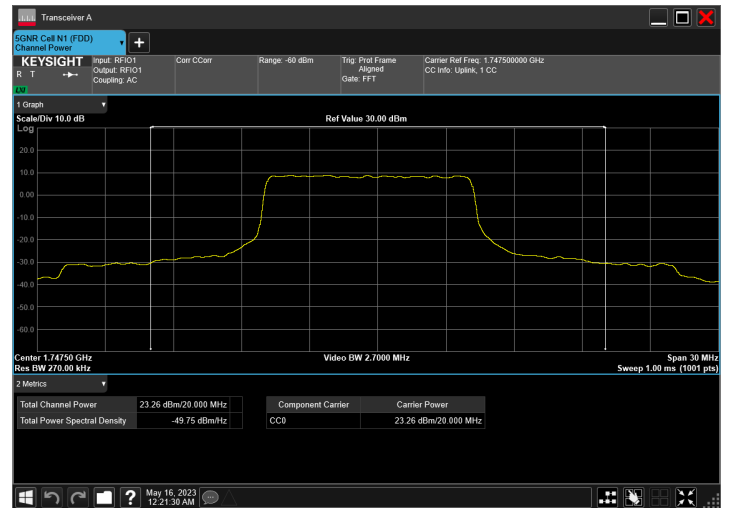 Transceiver A
5GNR Cell N1 (FDD)
Channel Power
KEYSIGHT
R T
LXI
Input: RFIO1
Output: RFIO1
Coupling: AC
Corr CCorr
Range: -60 dBm
Trig: Prot Frame
Aligned
Gate: FFT
Carrier Ref Freq: 1.747500000 GHz
CC Info: Uplink, 1 CC
1 Graph
Scale/Div 10.0 dB
Ref Value 30.00 dBm
Log
20.0
10.0
0.00
-10.0
-20.0
-30.0
-40.0
-50.0
-60.0
Center 1.74750 GHz
Video BW 2.7000 MHz
Span 30 MHz
Res BW 270.00 kHz
Sweep 1.00 ms (1001 pts)
2 Metrics
Total Channel Power 23.26 dBm/20.000 MHz
Total Power Spectral Density -49.75 dBm/Hz
Component Carrier Carrier Power
CC0 23.26 dBm/20.000 MHz
?
May 16, 2023
12:21:30 AM